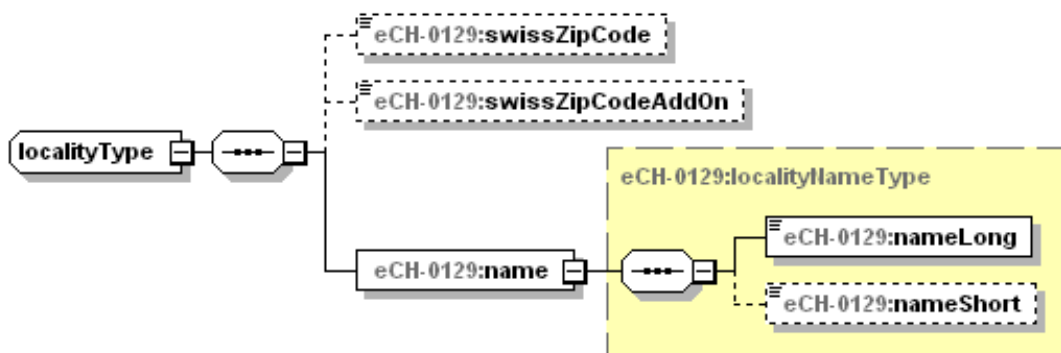 eCH-0129:swissZipCode
eCH-0129:swissZipCodeAddOn
localityType
eCH-0129:localityNameType
eCH-0129:nameLong
eCH-0129:name
eCH-0129:nameShort